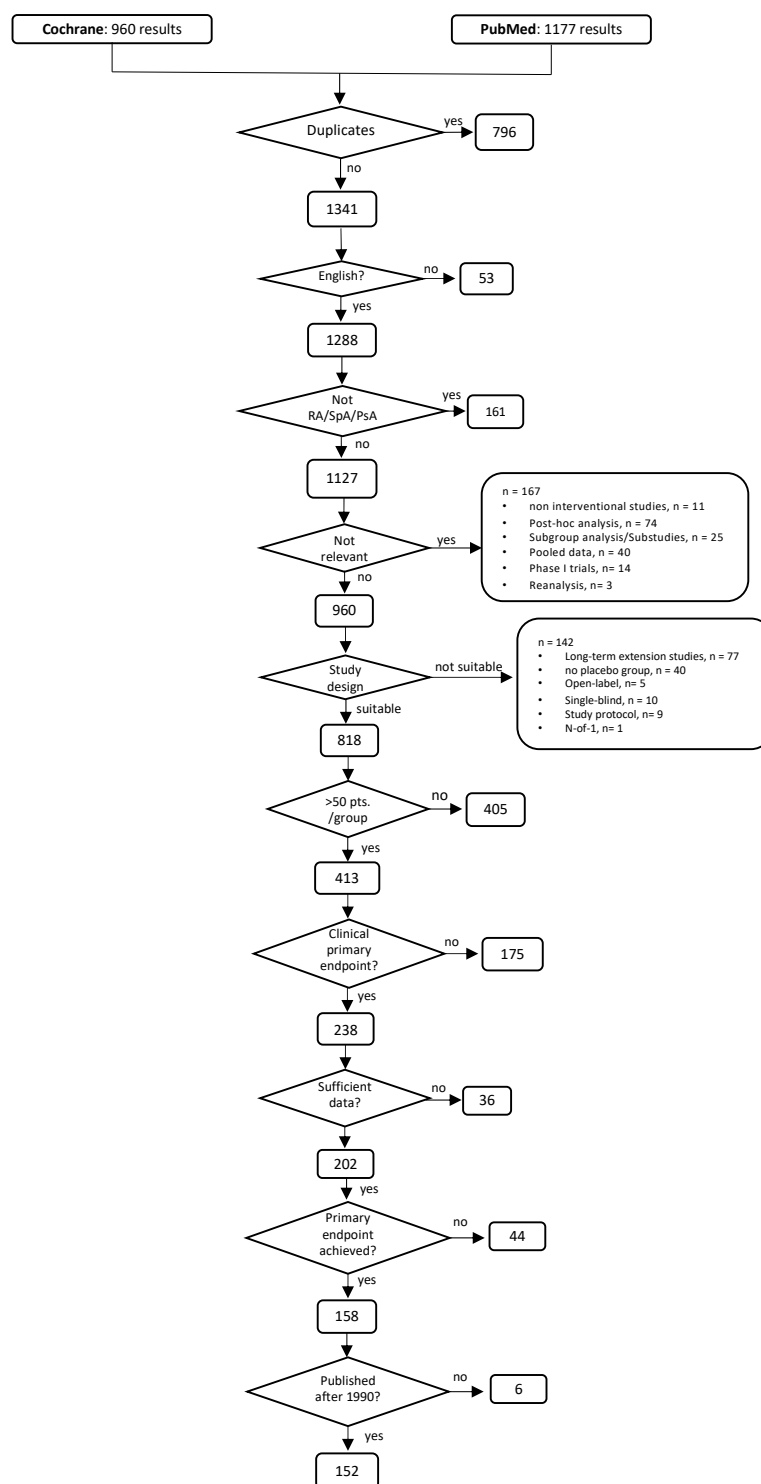 Cochrane: 960 results
PubMed: 1177 results
Duplicates
yes
796
no
1341
English?
no
53
yes
1288
Not
RA/SpA/PsA
yes
161
no
1127
Not
relevant
yes
n = 167
• non interventional studies, n = 11
• Post-hoc analysis, n = 74
• Subgroup analysis/Substudies, n = 25
• Pooled data, n = 40
• Phase I trials, n= 14
• Reanalysis, n= 3
no
960
Study
design
not suitable
n = 142
• Long-term extension studies, n = 77
• no placebo group, n = 40
• Open-label, n= 5
• Single-blind, n = 10
• Study protocol, n= 9
• N-of-1, n= 1
suitable
818
>50 pts.
/group
no
405
yes
413
Clinical
primary
endpoint?
no
175
yes
238
Sufficient
data?
no
36
202
yes
Primary
endpoint
achieved?
no
44
yes
158
Published
after 1990?
no
6
yes
152